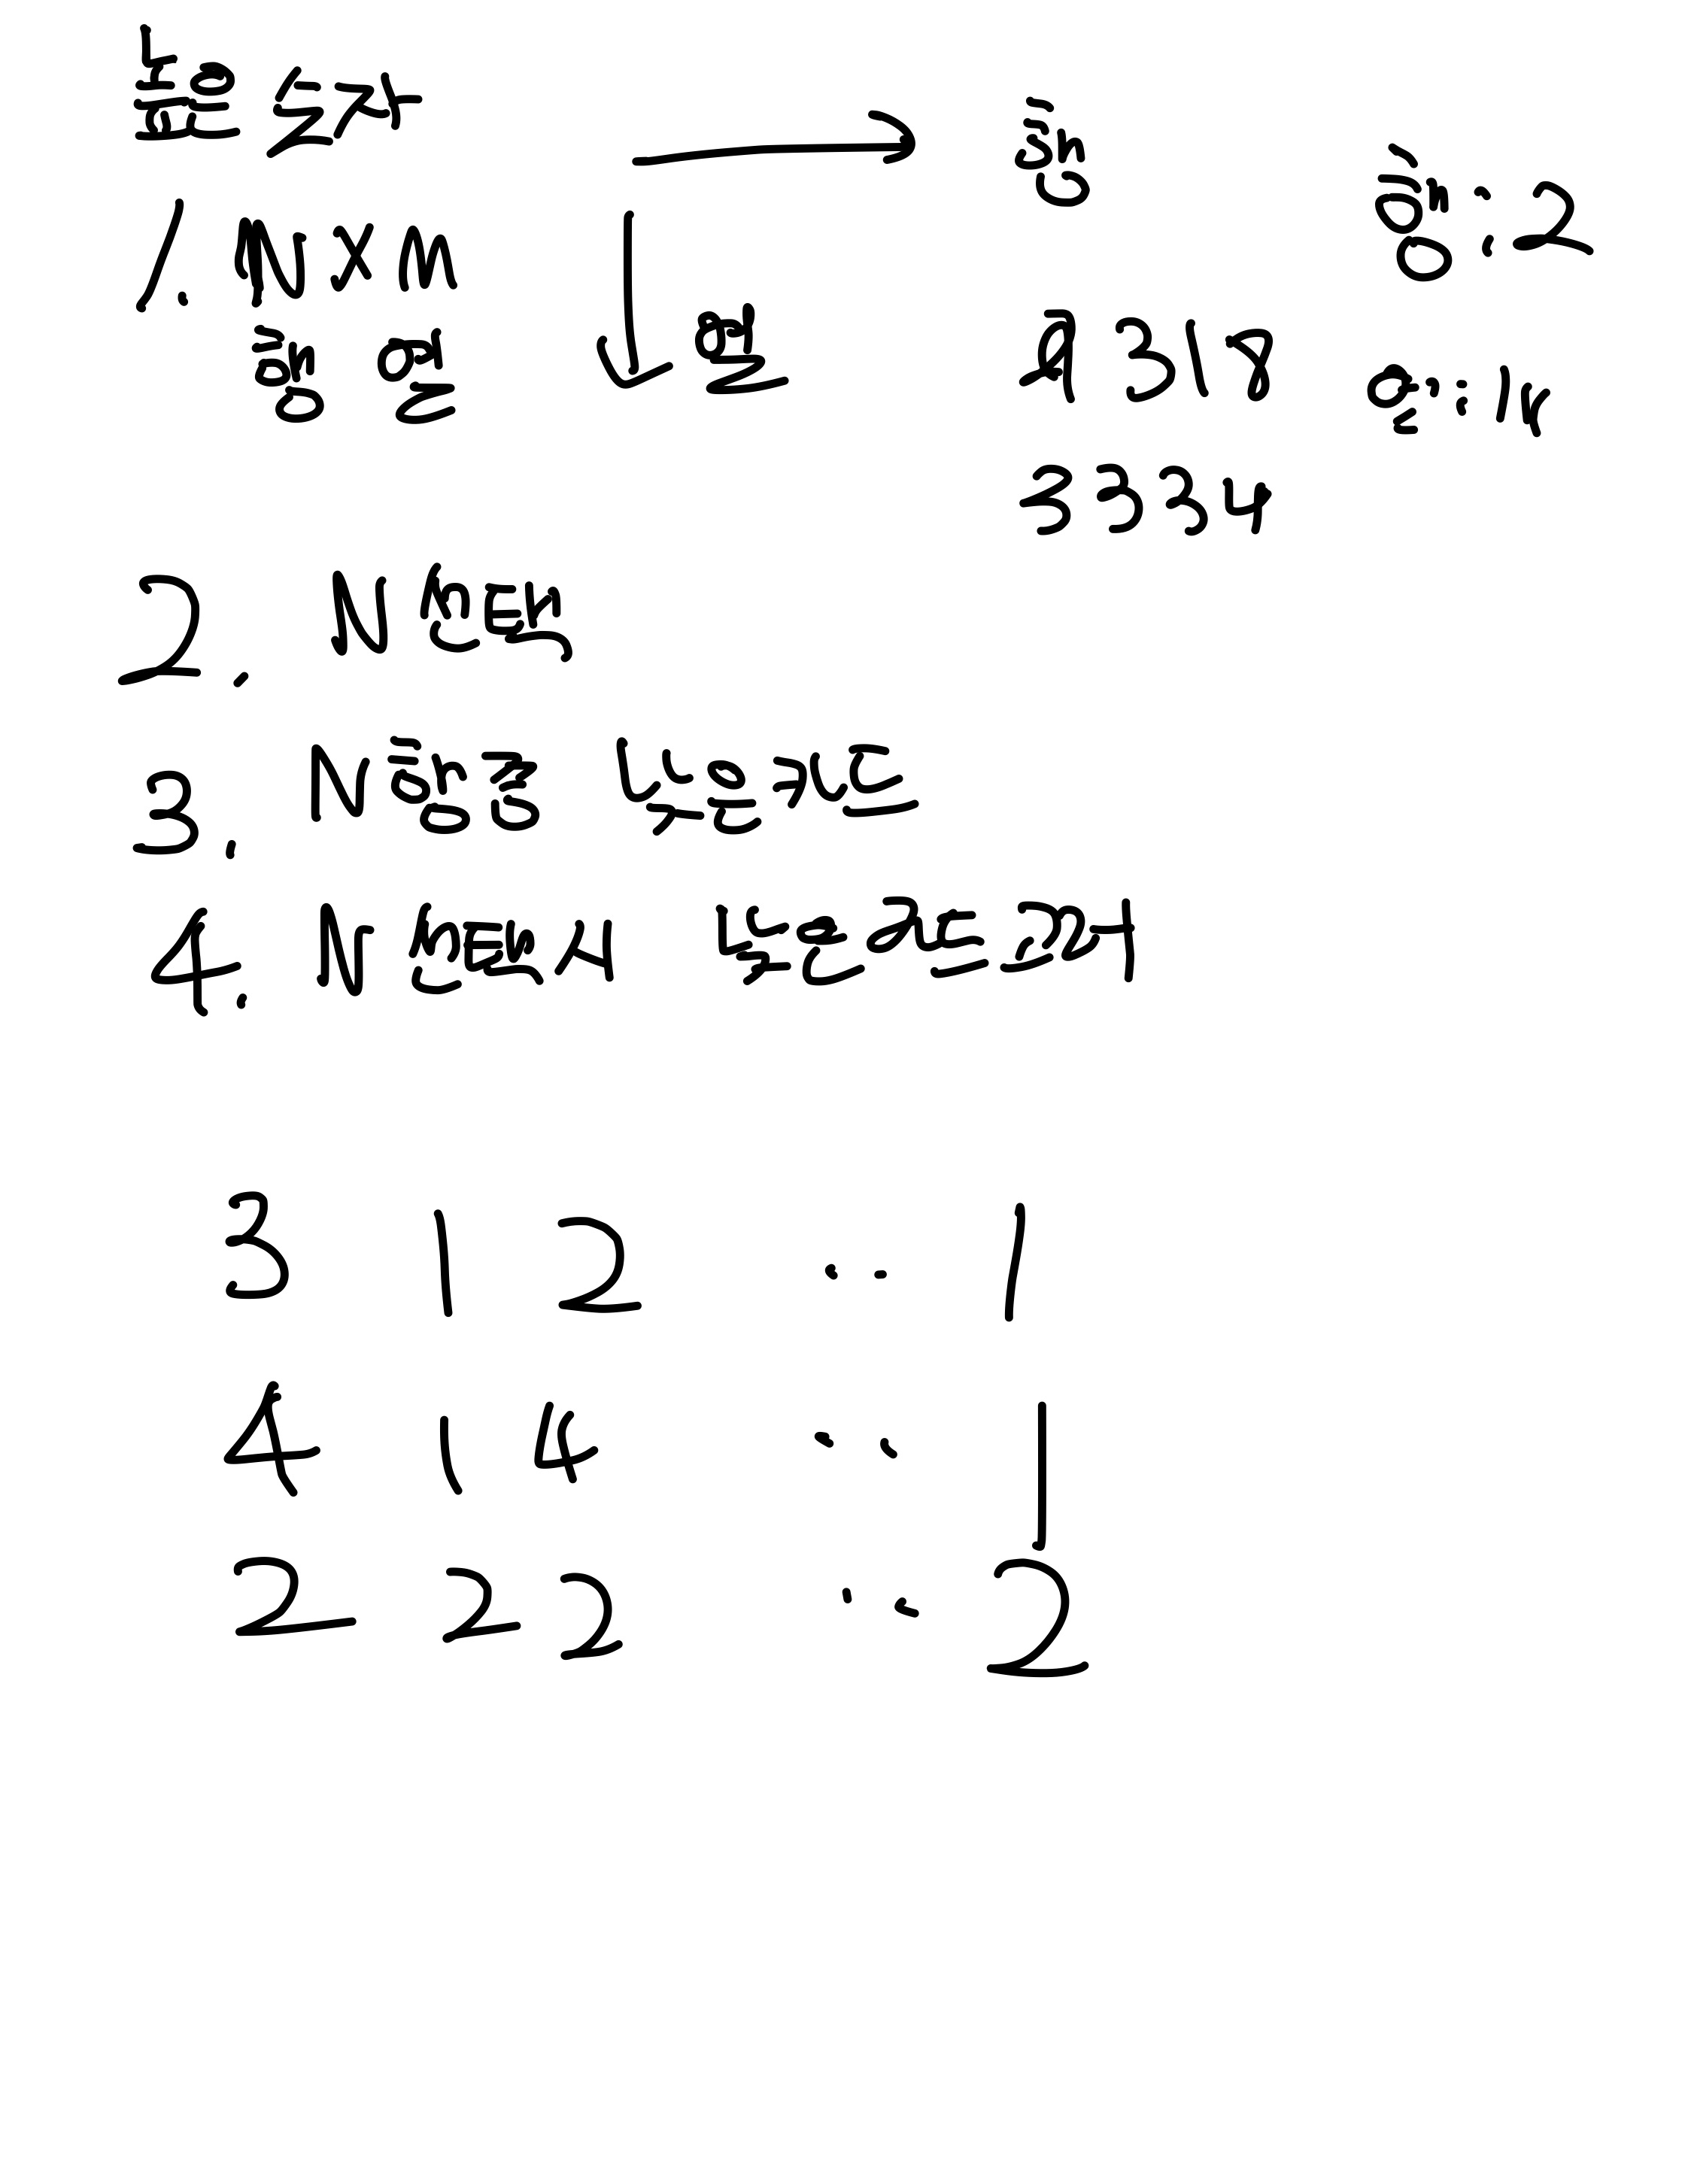 높은 숫자
행
1. N x M
행 열
열
행 : 2
3 1 8
열 : 4
3 3 3 4
2. N 선택
3. N행중 낮은카드
4. N 선택시 낮은카드 고려
3 1 2 .. 1
4 1 4 .. 1
2 2 2 .. 2